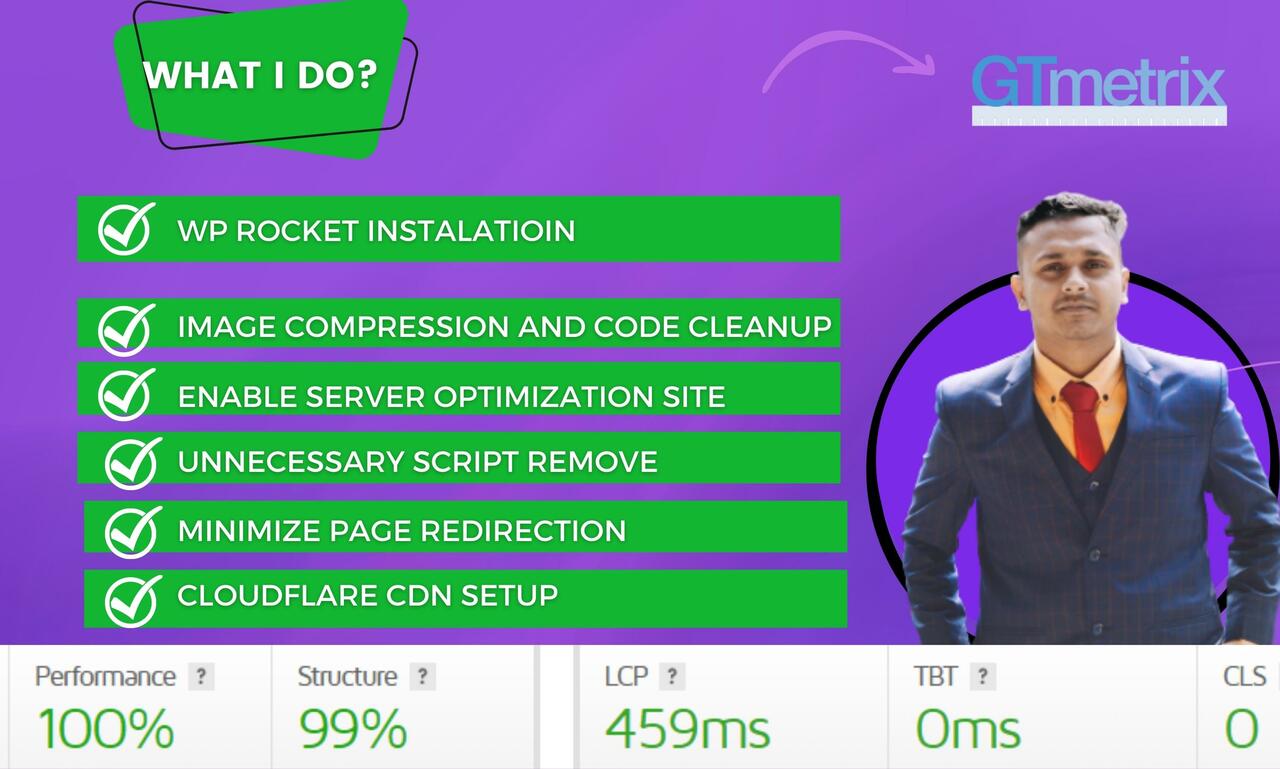 WHAT I DO?
GTmetrix
WP ROCKET INSTALATIOIN
IMAGE COMPRESSION AND CODE CLEANUP
ENABLE SERVER OPTIMIZATION SITE
UNNECESSARY SCRIPT REMOVE
MINIMIZE PAGE REDIRECTION
CLOUDFLARE CDN SETUP
Performance ? Structure ? LCP ? TBT ? CLS
100% 99% 459ms 0ms 0